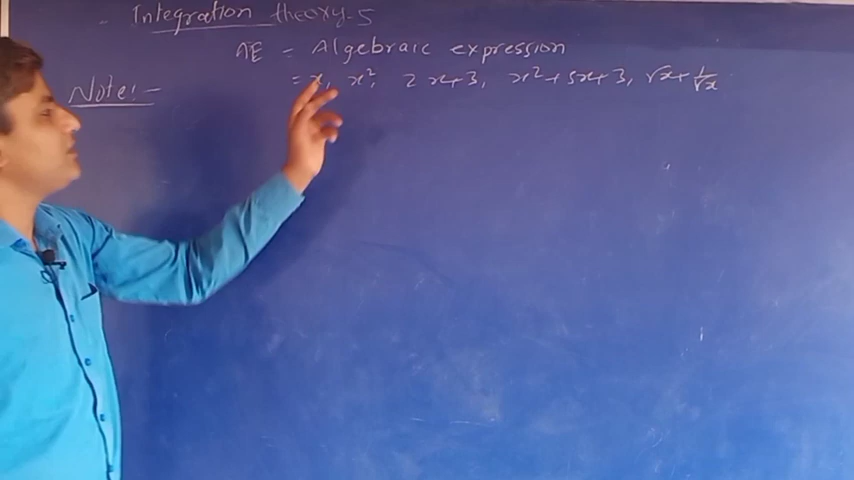 Integration theory-5
AE = Algebraic expression
Note:- = x, x², 2x+3, x²+5x+3, √x+1/√x